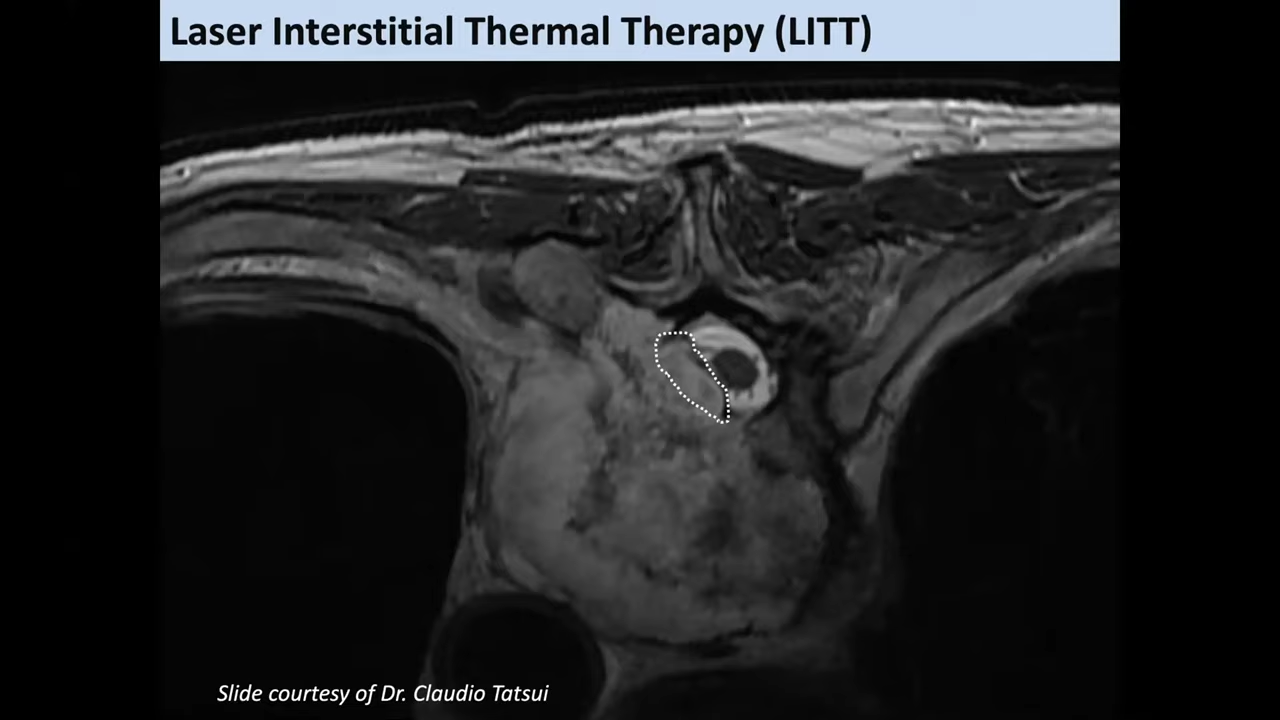 Laser Interstitial Thermal Therapy (LITT)
Slide courtesy of Dr. Claudio Tatsui